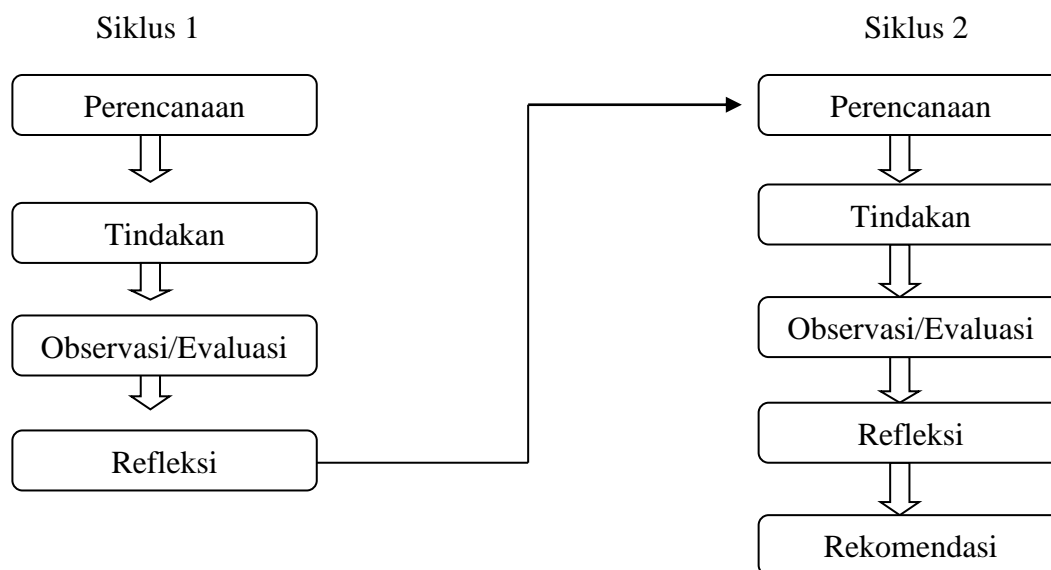 Siklus 1
Perencanaan
Tindakan
Observasi/Evaluasi
Refleksi
Siklus 2
Perencanaan
Tindakan
Observasi/Evaluasi
Refleksi
Rekomendasi